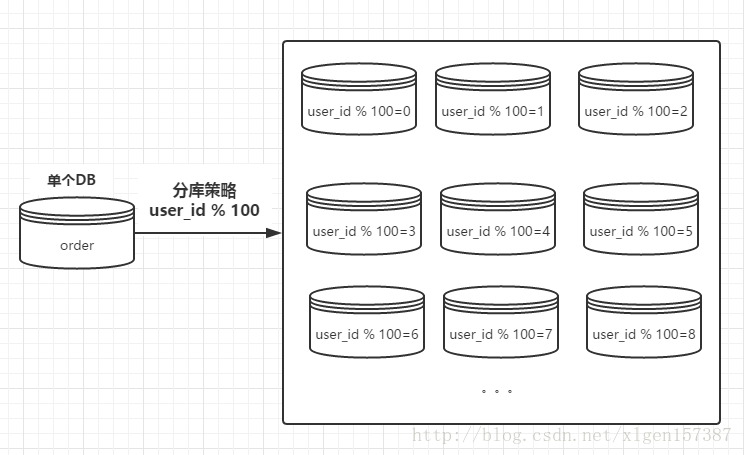 单个DB
order
分库策略
user_id % 100
user_id % 100=0
user_id % 100=1
user_id % 100=2
user_id % 100=3
user_id % 100=4
user_id % 100=5
user_id % 100=6
user_id % 100=7
user_id % 100=8
。。。
http://blog.csdn.net/xlgen157387